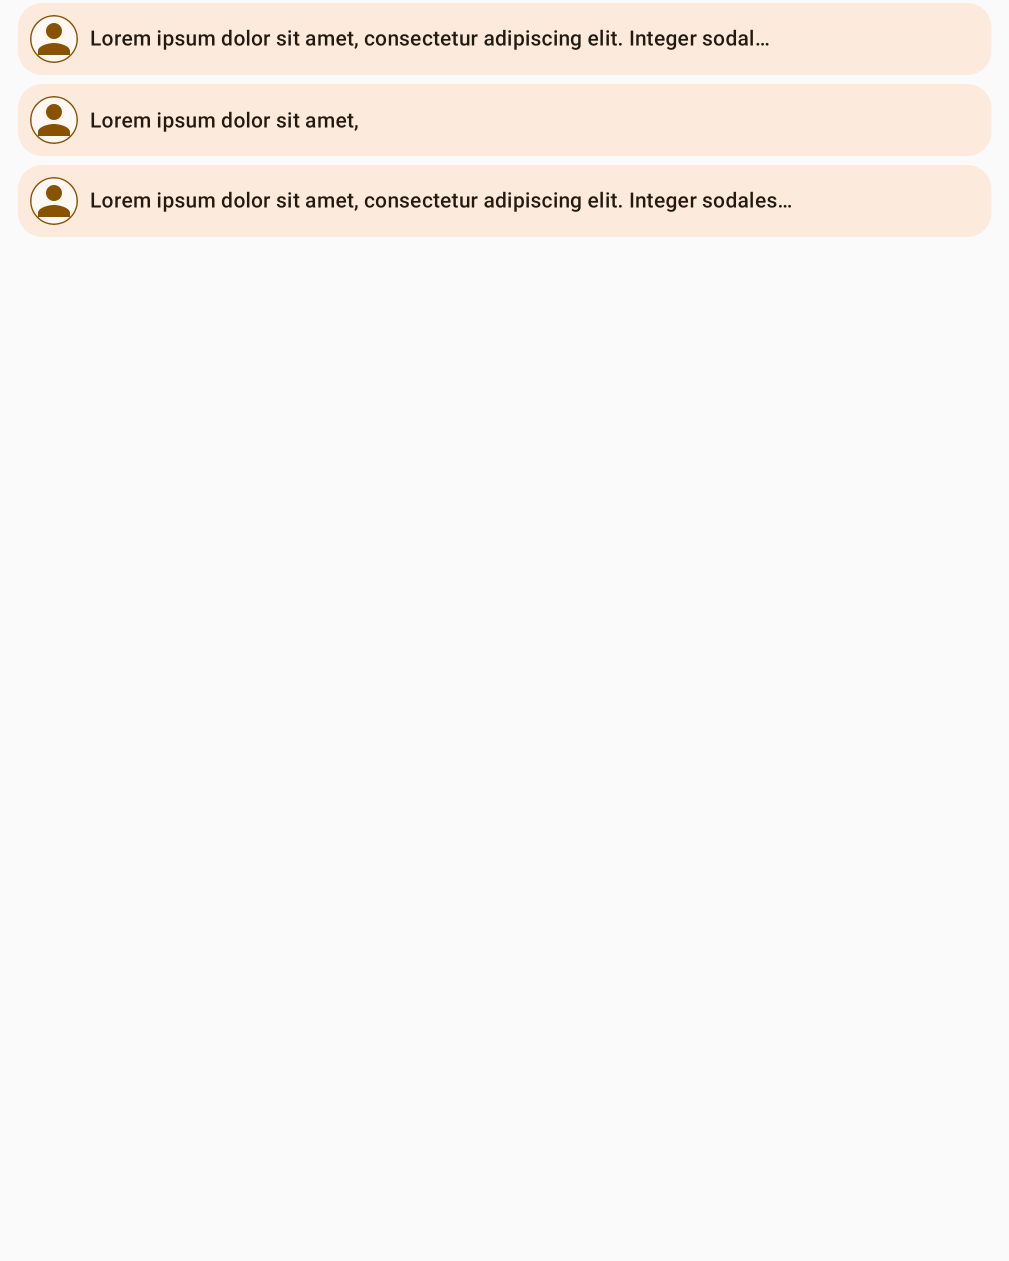 Lorem ipsum dolor sit amet, consectetur adipiscing elit. Integer sodal...
Lorem ipsum dolor sit amet,
Lorem ipsum dolor sit amet, consectetur adipiscing elit. Integer sodales...